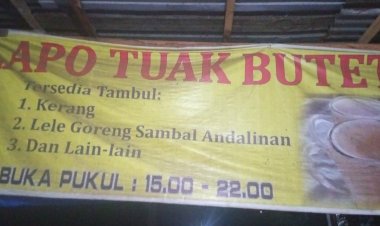 LAPO TUAK BUTET
Tersedia Tambul:
1. Kerang
2. Lele Goreng Sambal Andalinan
3. Dan Lain-lain
BUKA PUKUL : 15.00 - 22.00